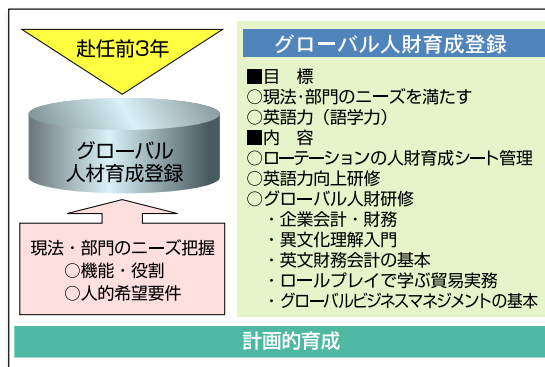 赴任前3年
グローバル
人材育成登録
現法・部門のニーズ把握
○機能・役割
○人的希望要件
グローバル人財育成登録
■目　標
○現法・部門のニーズを満たす
○英語力（語学力）
■内　容
○ローテーションの人財育成シート管理
○英語力向上研修
○グローバル人財研修
・企業会計・財務
・異文化理解入門
・英文財務会計の基本
・ロールプレイで学ぶ貿易実務
・グローバルビジネスマネジメントの基本
計画的育成